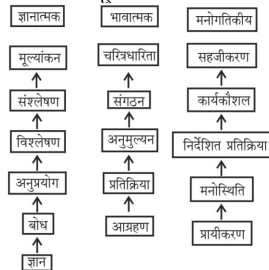 ज्ञानात्मक
भावात्मक
मनोगतिकीय
मूल्यांकन
चरित्रधारिता
सहजीकरण
संश्लेषण
संगठन
कार्यकौशल
विश्लेषण
अनुमुल्यन
निर्देशित प्रतिक्रिया
अनुप्रयोग
प्रतिक्रिया
मनोस्थिति
बोध
आग्रहण
प्रायीकरण
ज्ञान